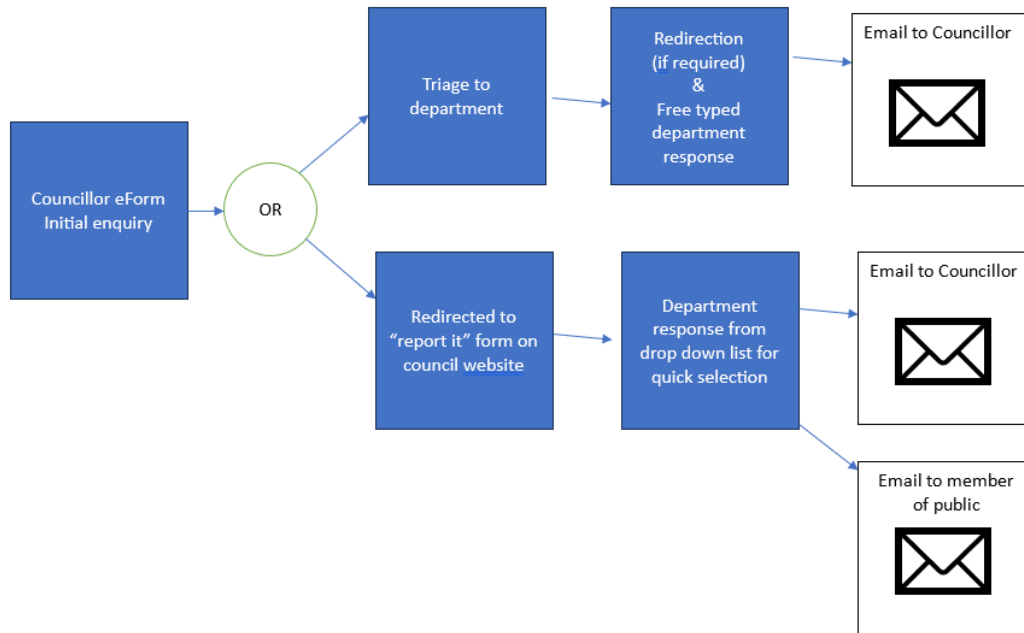 Councillor eForm
Initial enquiry
OR
Triage to
department
Redirection
(if required)
&
Free typed
department
response
Email to Councillor
Redirected to
“report it” form on
council website
Department
response from
drop down list for
quick selection
Email to Councillor
Email to member
of public